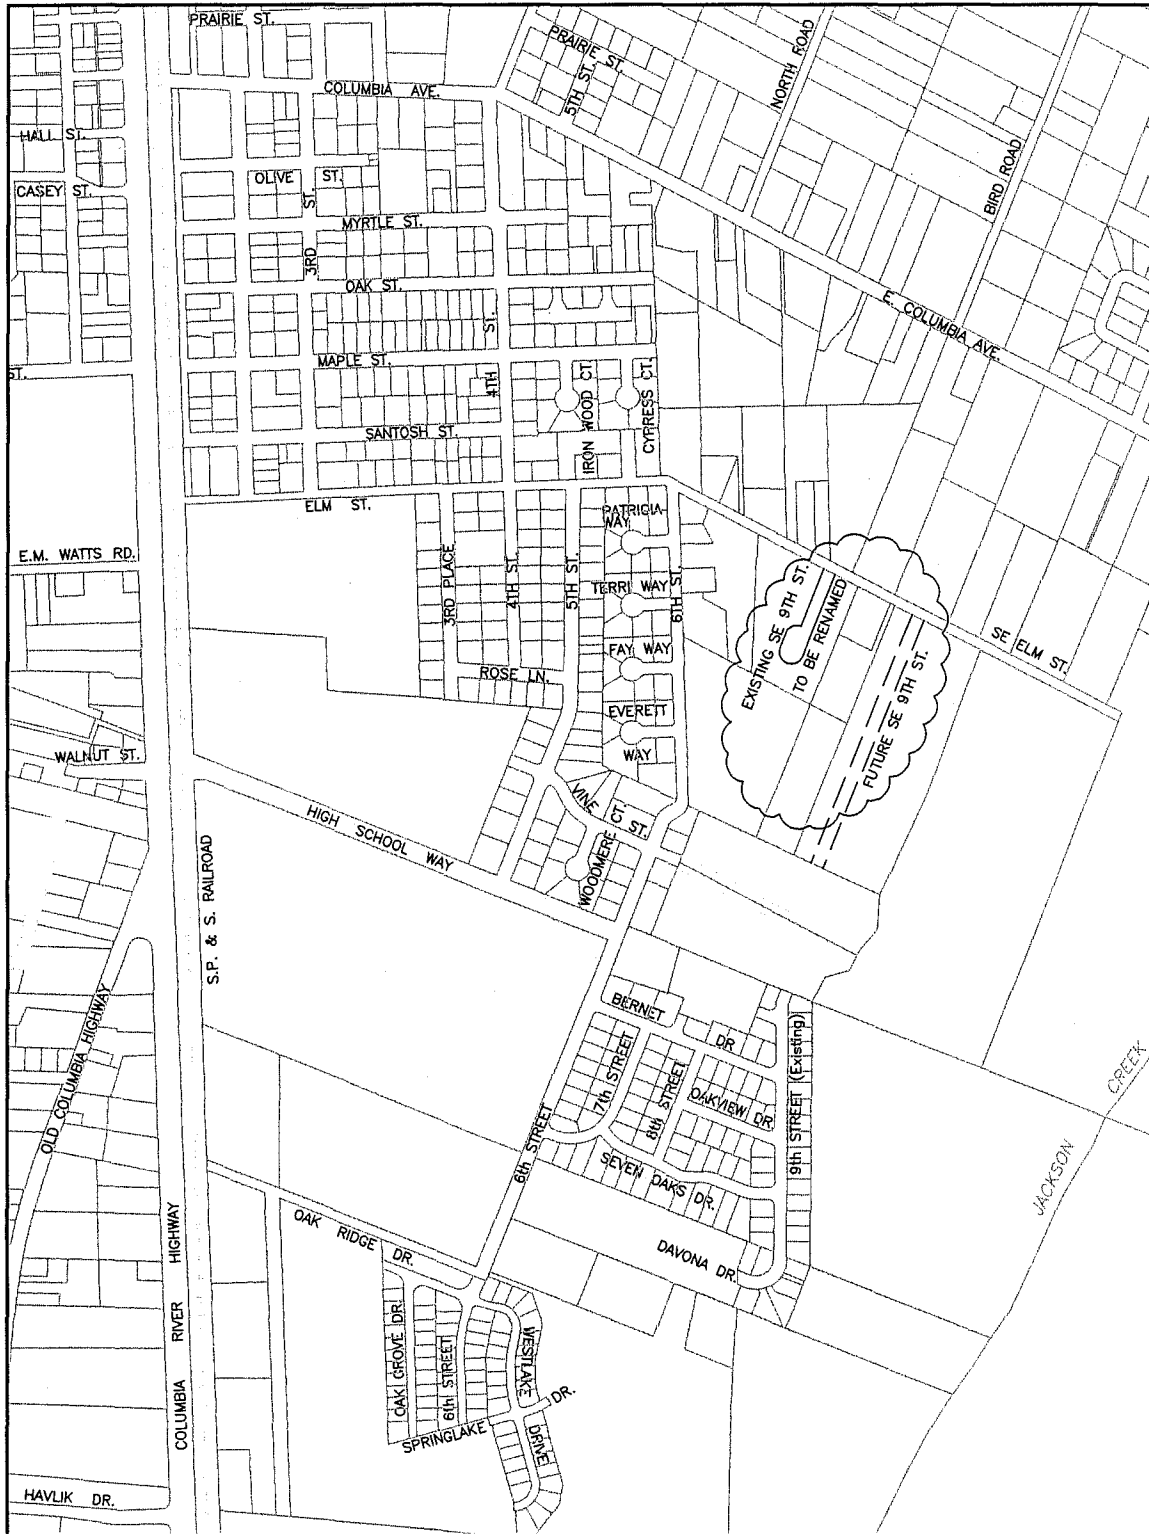 PRAIRIE ST.
PRAIRIE ST.
5TH ST.
NORTH ROAD
COLUMBIA AVE.
HALL ST.
BIRD ROAD
CASEY ST.
OLIVE ST.
3RD ST.
MYRTLE ST.
OAK ST.
E. COLUMBIA AVE.
4TH ST.
MAPLE ST.
ST.
IRON WOOD CT.
CYPRESS CT.
SANTOSH ST.
ELM ST.
PATRICIA
WAY
E.M. WATTS RD.
3RD PLACE
4TH ST.
5TH ST.
TERRI WAY
6TH ST.
EXISTING SE 9TH ST.
TO BE RENAMED
FUTURE SE 9TH ST.
SE ELM ST.
FAY WAY
ROSE LN.
EVERETT
WAY
WALNUT ST.
HIGH SCHOOL WAY
VINE ST.
WOODMERE CT.
S.P. & S. RAILROAD
OLD COLUMBIA HIGHWAY
BERNET DR.
7th STREET
8th STREET
OAKVIEW DR.
9th STREET (Existing)
6th STREET
SEVEN OAKS DR.
JACKSON CREEK
COLUMBIA RIVER HIGHWAY
OAK RIDGE DR.
DAVONA DR.
OAK GROVE DR.
6th STREET
WESTLAKE DRIVE
SPRINGLAKE DR.
HAVLIK DR.